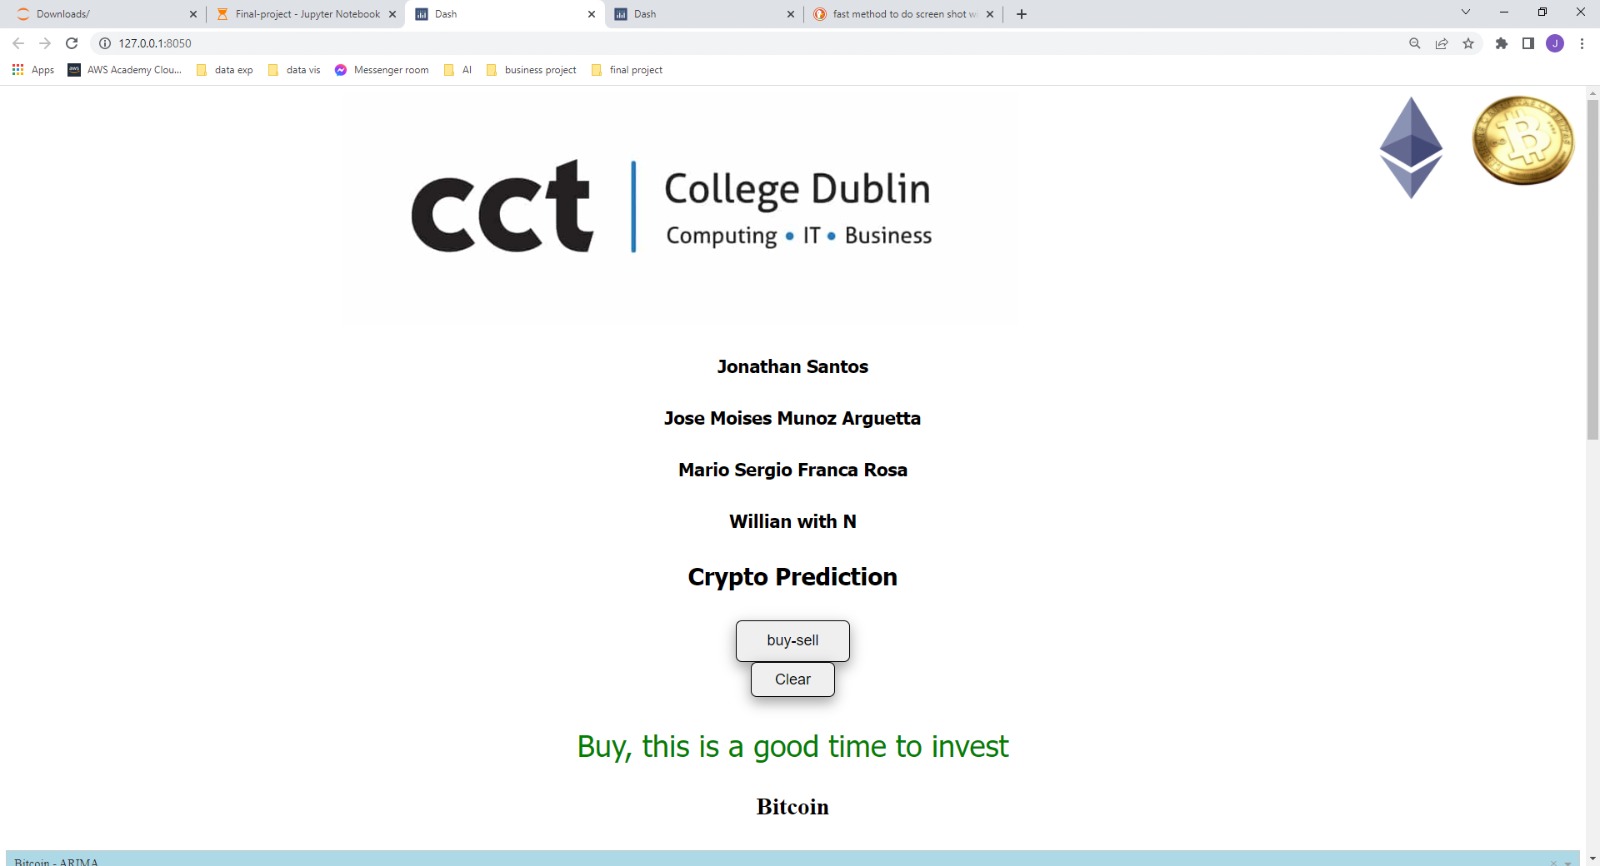 Downloads/
Final-project - Jupyter Notebook
Dash
Dash
fast method to do screen shot w
127.0.0.1:8050
Apps
AWS Academy Clou...
data exp
data vis
Messenger room
AI
business project
final project
J
cct
College Dublin
Computing • IT • Business
Jonathan Santos
Jose Moises Munoz Arguetta
Mario Sergio Franca Rosa
Willian with N
Crypto Prediction
buy-sell
Clear
Buy, this is a good time to invest
Bitcoin
Bitcoin - ARIMA